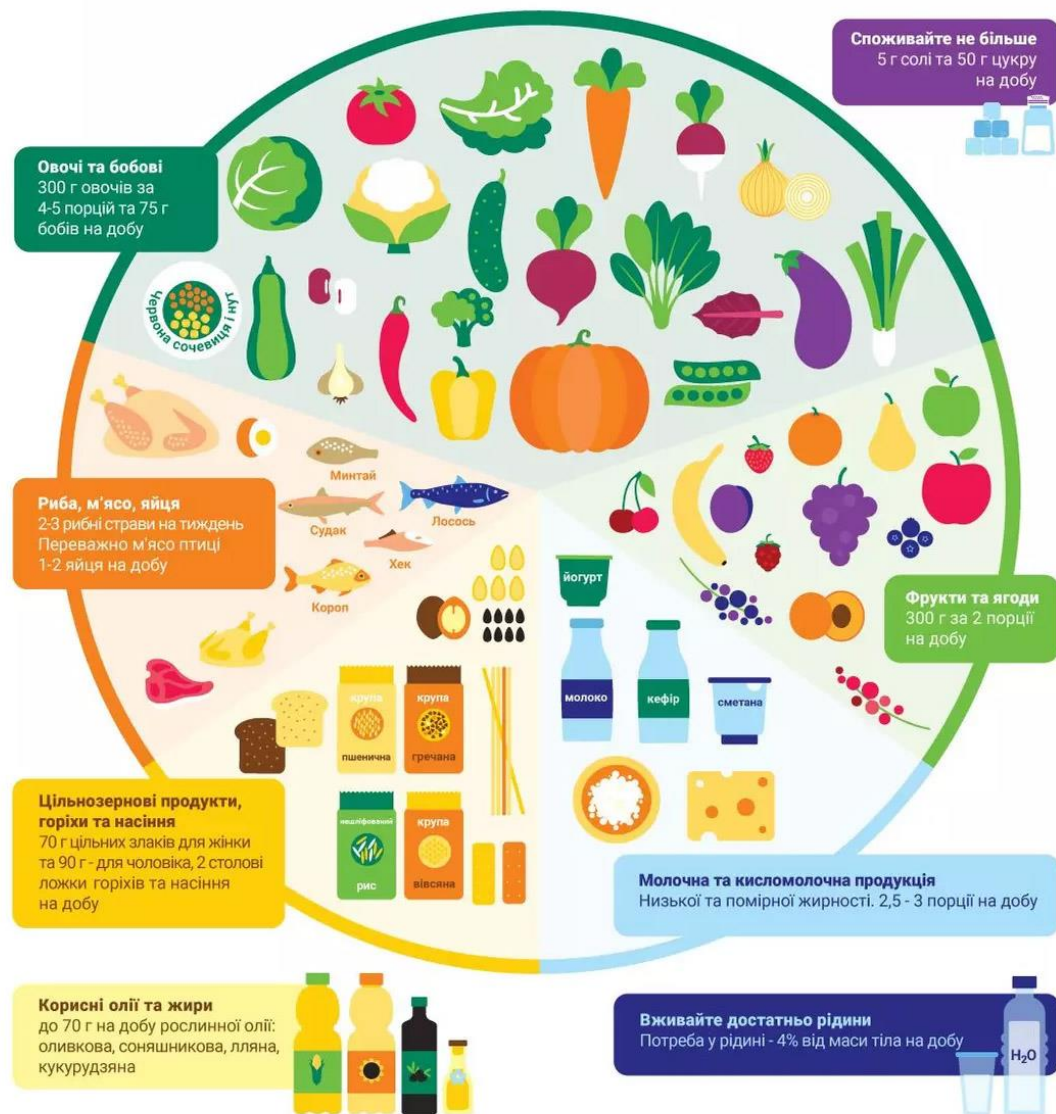 Споживайте не більше
5 г солі та 50 г цукру
на добу
Овочі та бобові
300 г овочів за
4-5 порцій та 75 г
бобів на добу
Червона сочевиця і нут
Риба, м'ясо, яйця
2-3 рибні страви на тиждень
Переважно м'ясо птиці
1-2 яйця на добу
Минтай
Судак
Лосось
Хек
Короп
Фрукти та ягоди
300 г за 2 порції
на добу
йогурт
молоко
кефір
сметана
крупа
пшенична
крупа
гречана
рис
крупа
вівсяна
Цільнозернові продукти,
горіхи та насіння
70 г цільних злаків для жінки
та 90 г - для чоловіка, 2 столові
ложки горіхів та насіння
на добу
Молочна та кисломолочна продукція
Низької та помірної жирності. 2,5 - 3 порції на добу
Корисні олії та жири
до 70 г на добу рослинної олії:
оливкова, соняшникова, лляна,
кукурудзяна
Вживайте достатньо рідини
Потреба у рідині - 4% від маси тіла на добу
H₂O